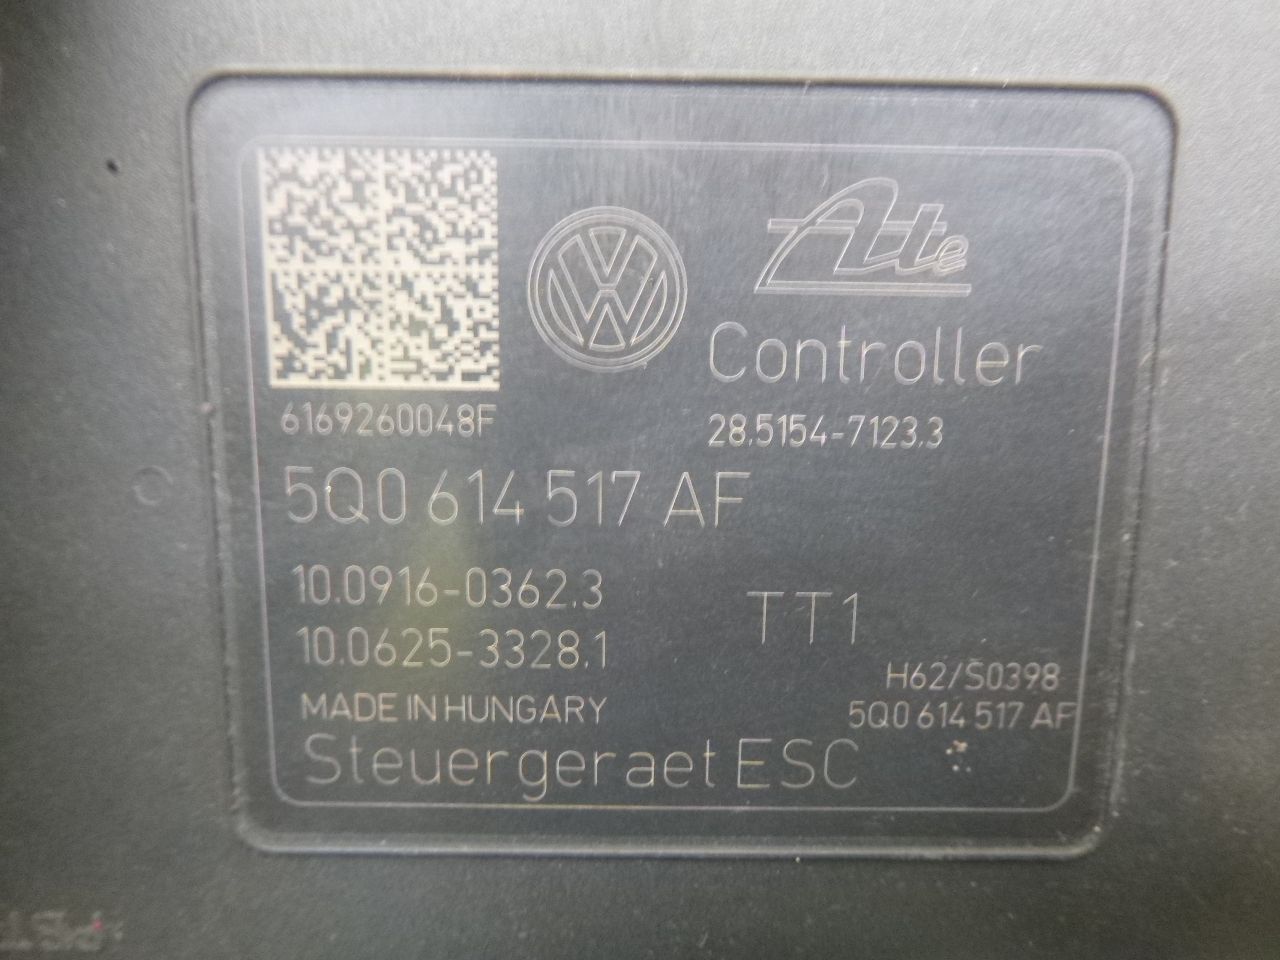 Ate
Controller
6169260048F
28.5154-7123.3
5Q0 614 517 AF
10.0916-0362.3
TT1
10.0625-3328.1
H62/S0398
MADE IN HUNGARY
5Q0 614 517 AF
Steuergeraet ESC